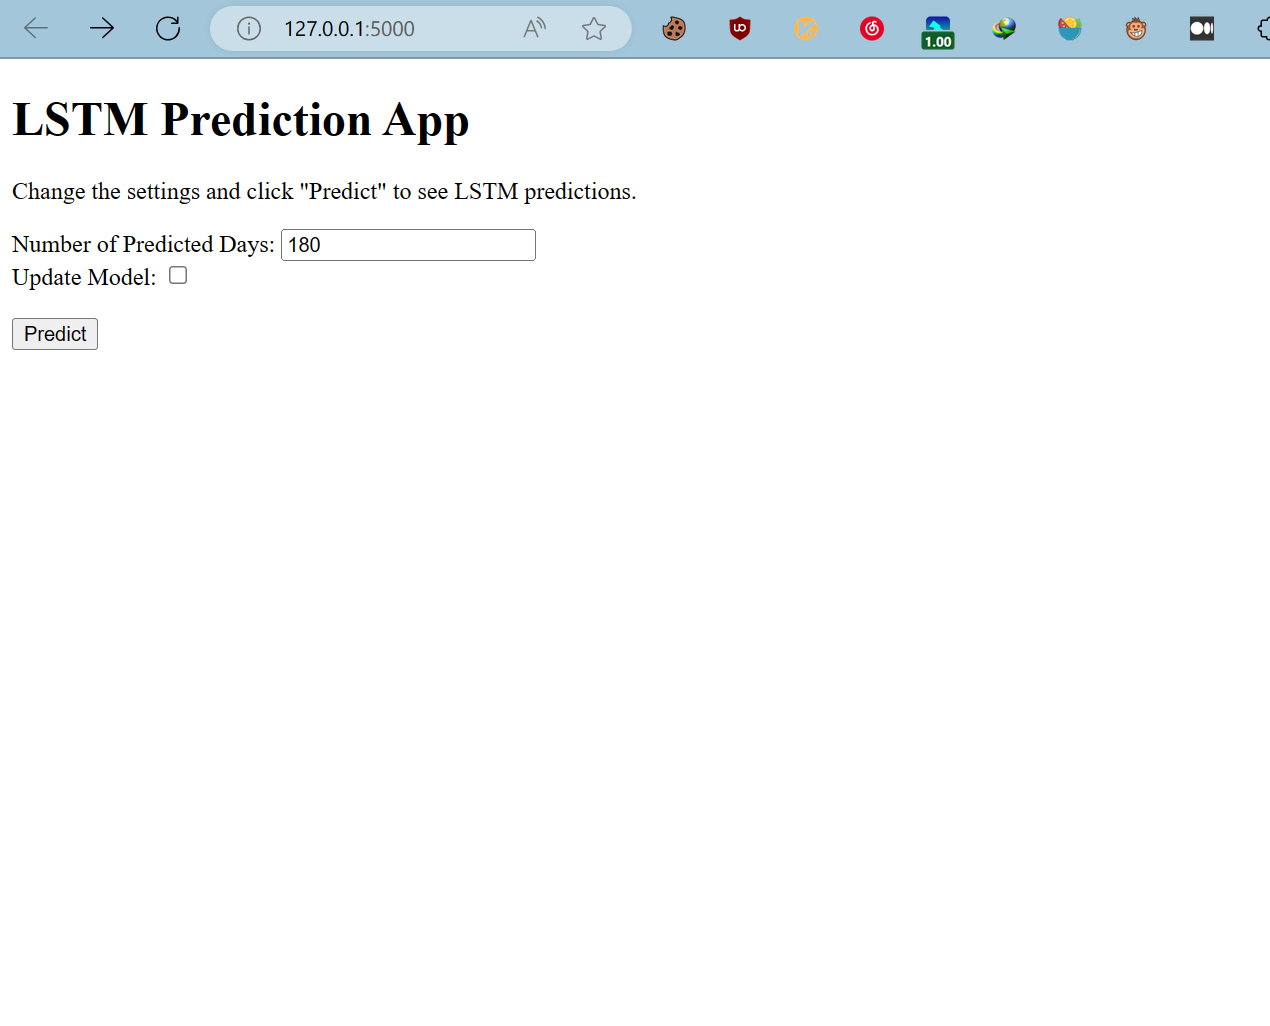 127.0.0.1:5000
1.00
LSTM Prediction App
Change the settings and click "Predict" to see LSTM predictions.
Number of Predicted Days: 180
Update Model:
Predict